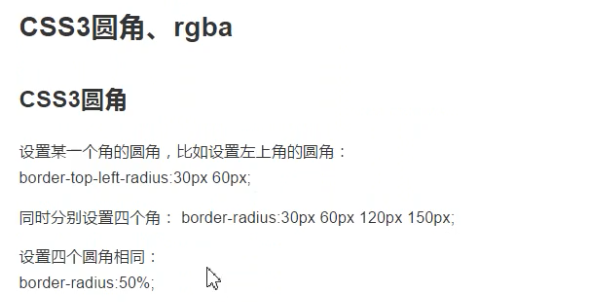 CSS3圆角、rgba
CSS3圆角
设置某一个角的圆角，比如设置左上角的圆角：
border-top-left-radius:30px 60px;
同时分别设置四个角： border-radius:30px 60px 120px 150px;
设置四个圆角相同：
border-radius:50%;